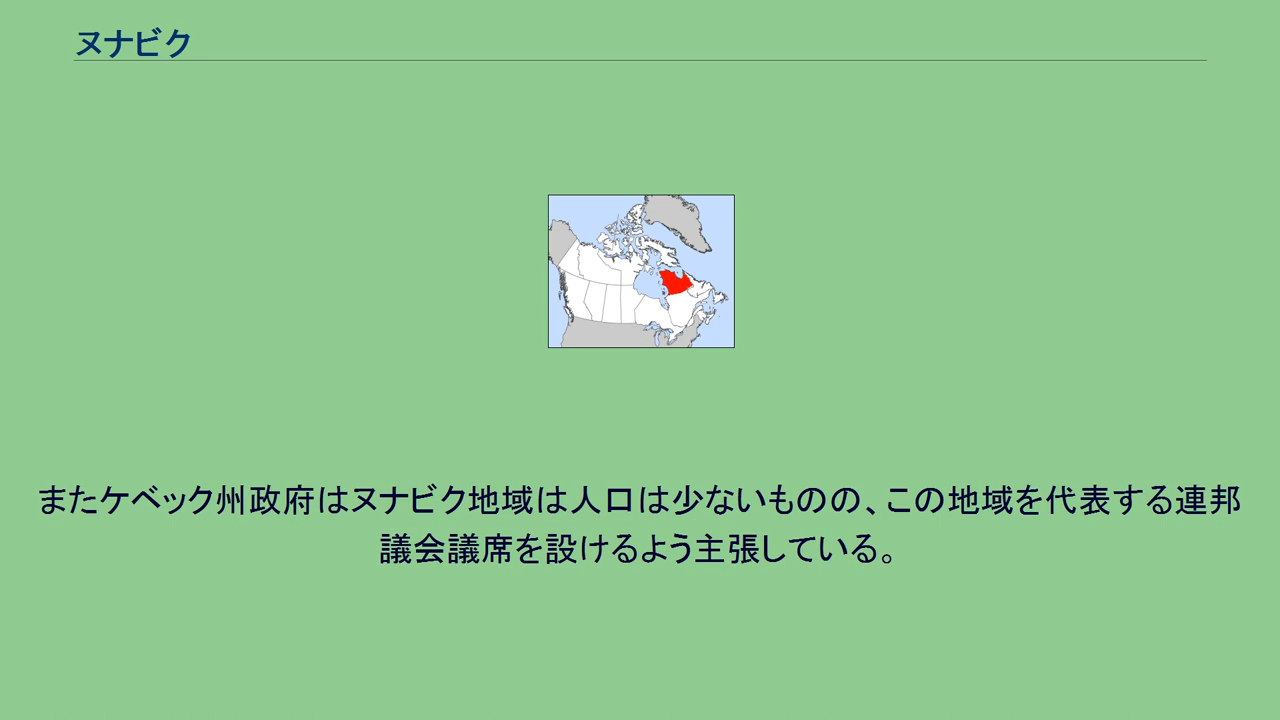 ヌナビク
またケベック州政府はヌナビク地域は人口は少ないものの、この地域を代表する連邦
議会議席を設けるよう主張している。